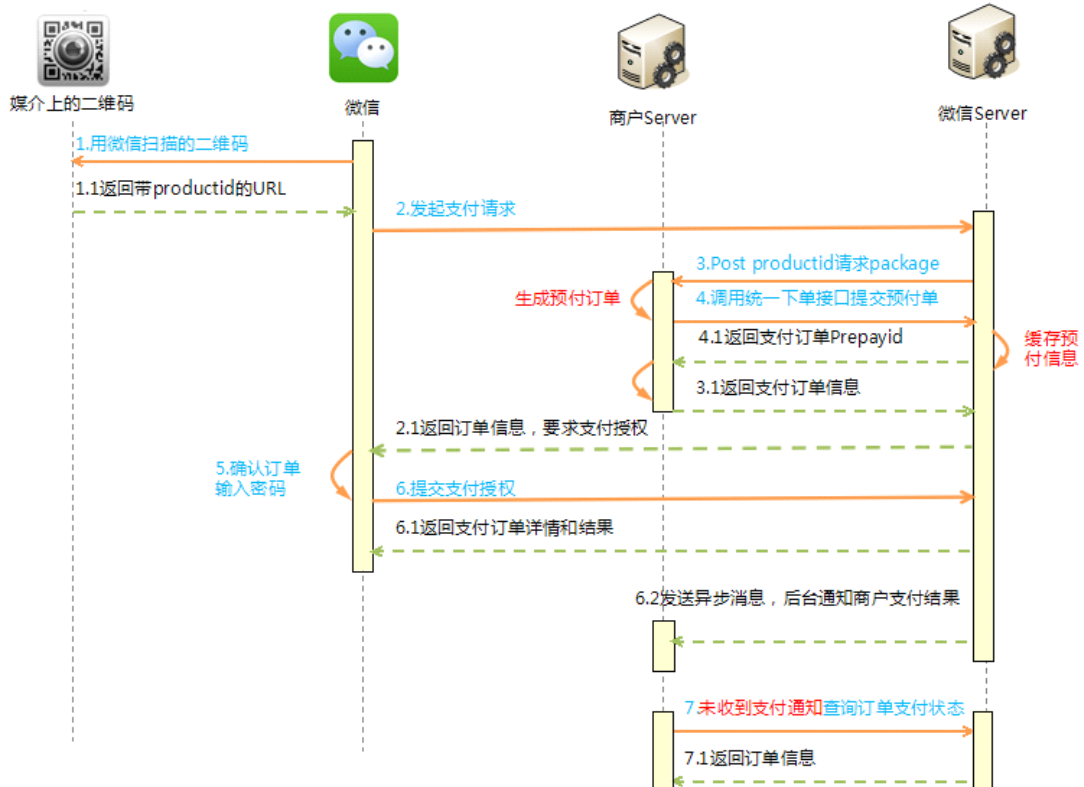 媒介上的二维码
微信
商户Server
微信Server
1.用微信扫描的二维码
1.1返回带productid的URL
2.发起支付请求
3.Post productid请求package
生成预付订单
4.调用统一下单接口提交预付单
4.1返回支付订单Prepayid
缓存预
付信息
3.1返回支付订单信息
2.1返回订单信息，要求支付授权
5.确认订单
输入密码
6.提交支付授权
6.1返回支付订单详情和结果
6.2发送异步消息，后台通知商户支付结果
7.未收到支付通知查询订单支付状态
7.1返回订单信息